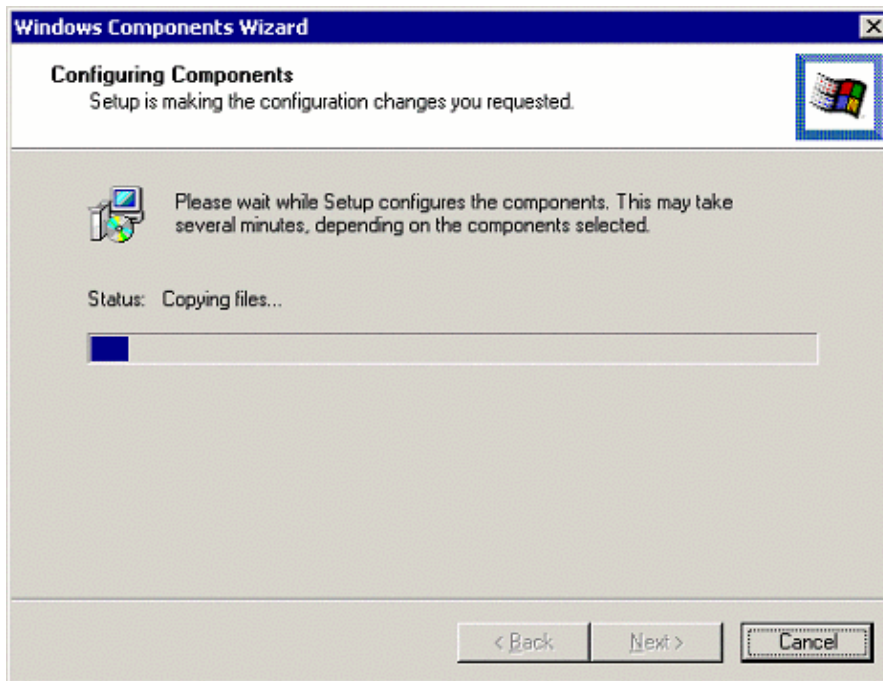 Windows Components Wizard
Configuring Components
Setup is making the configuration changes you requested.
Please wait while Setup configures the components. This may take
several minutes, depending on the components selected.
Status: Copying files...
< Back Next > Cancel